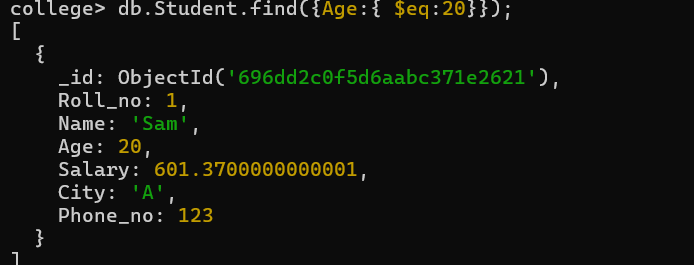 college> db.Student.find({Age:{ $eq:20}});
[
  {
    _id: ObjectId('696dd2c0f5d6aabc371e2621'),
    Roll_no: 1,
    Name: 'Sam',
    Age: 20,
    Salary: 601.3700000000001,
    City: 'A',
    Phone_no: 123
  }
]